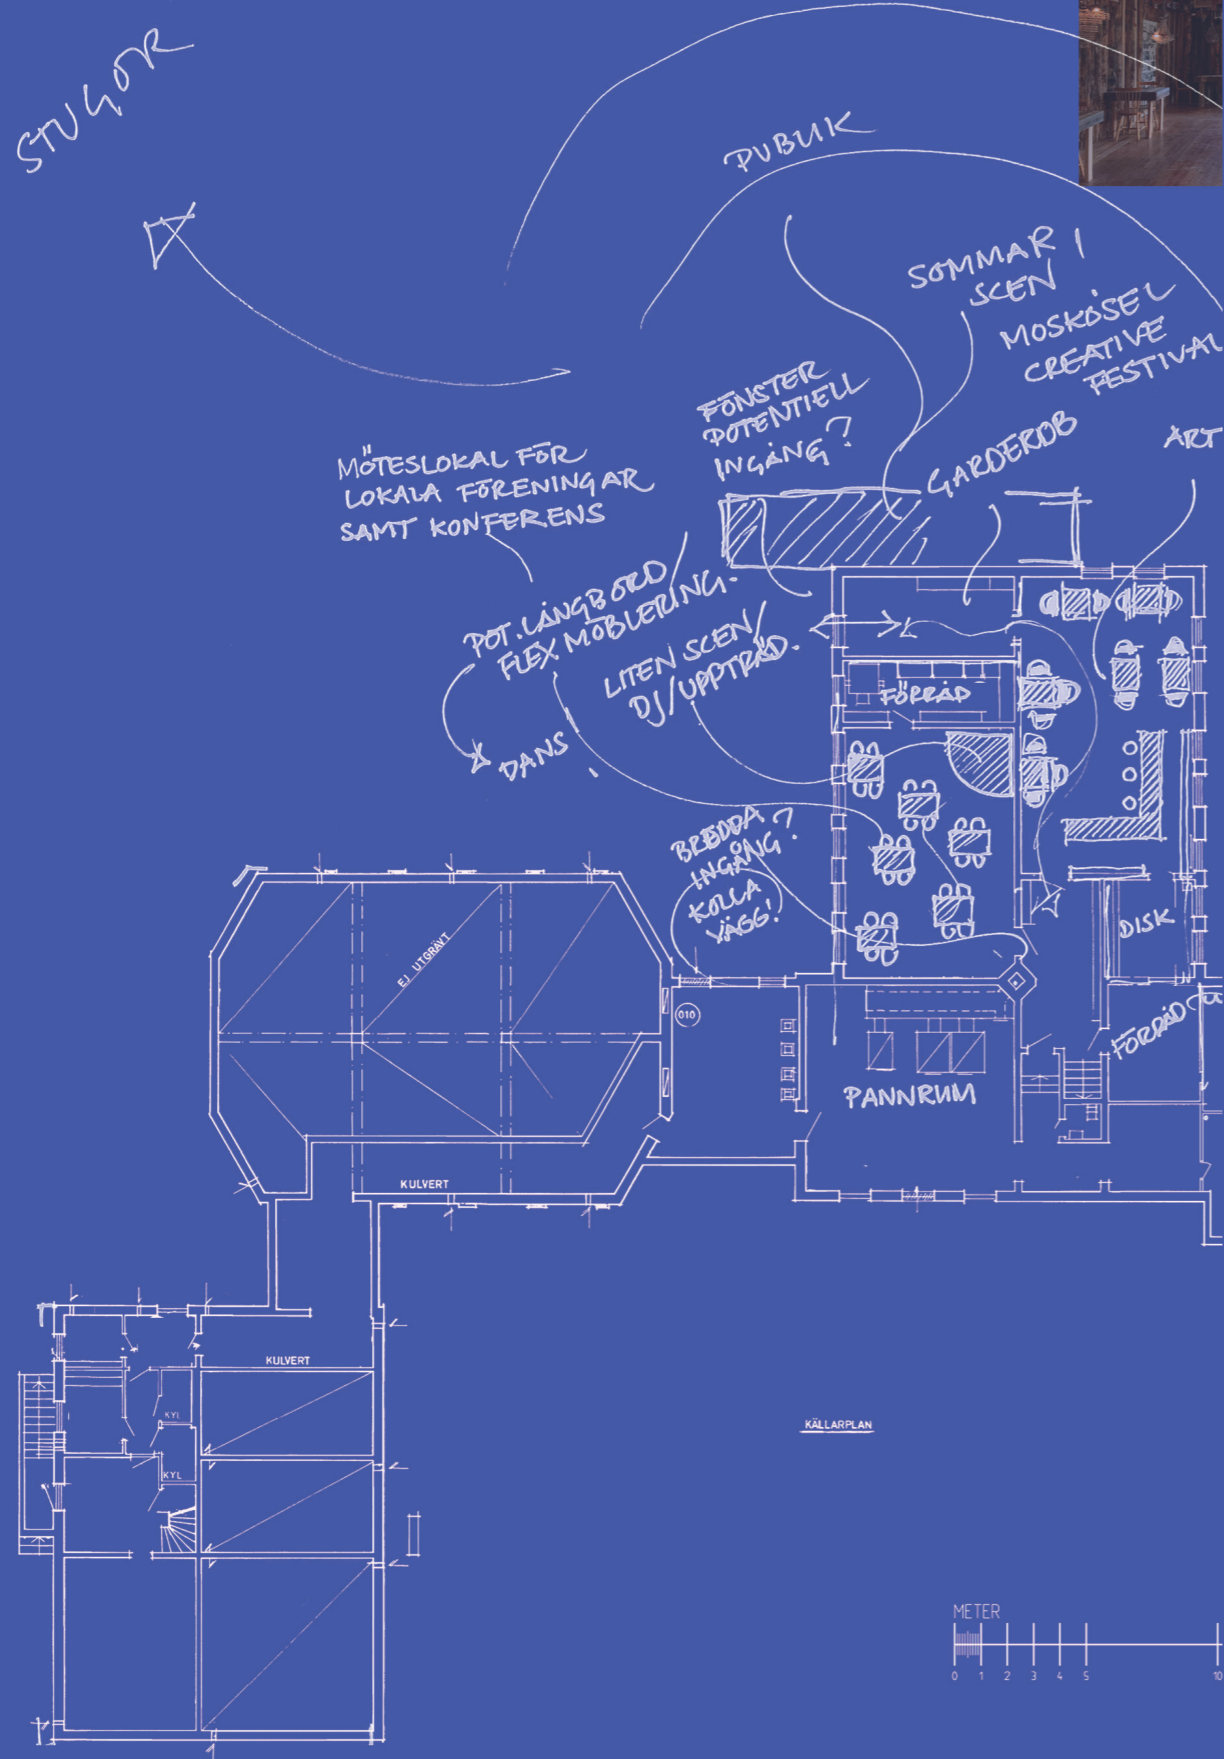 STUGOR
PUBLIK
SOMMAR
SCEN
MOSKÖSEL
CREATIVE
FESTIVAL
FÖNSTER
POTENTIELL
INGÅNG?
GARDEROB
ÄRT
MÖTESLOKAL FÖR
LOKALA FÖRENINGAR
SAMT KONFERENS
POT. LÅNGBORD/
FLEX MÖBLERING.
LITEN SCEN/
DJ/UPPTRÄD.
DANS
FÖRRÅD
BREDDA
INGÅNG?
KOLLA
VÄGG!
DISK
EJ UTGRÄVT
010
FÖRRÅD
PANNRUM
KULVERT
KULVERT
KYL
KYL
KÄLLARPLAN
METER
0 1 2 3 4 5 10